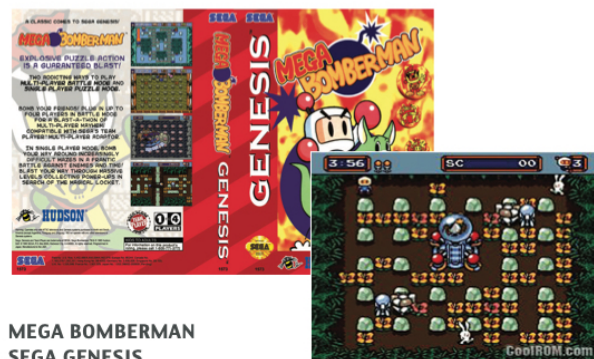 A CLASSIC COMES TO SEGA GENESIS!
MEGA BOMBERMAN
EXPLOSIVE PUZZLE ACTION
IS A GUARANTEED BLAST!
TWO ADDICTING WAYS TO PLAY
MULTI-PLAYER BATTLE MODE AND
SINGLE PLAYER PUZZLE MODE.
BOMB YOUR FRIENDS! PLUG IN UP TO
FOUR PLAYERS IN BATTLE MODE
FOR A BLAST-A-THON OF
MULTI-PLAYER MAYHEM!
COMPATIBLE WITH SEGA'S TEAM
PLAYER MULTI-PLAYER ADAPTOR.
IN SINGLE PLAYER MODE, BOMB
YOUR WAY AROUND INCREASINGLY
DIFFICULT MAZES IN A FRANTIC
BATTLE AGAINST ENEMIES AND TIME!
BLAST YOUR WAY THROUGH MASSIVE
LEVELS COLLECTING POWER-UPS IN
SEARCH OF THE MAGICAL LOCKET.
HUDSON
1-4
PLAYERS
SEGA
SEGA
MEGA BOMBERMAN
GENESIS
SEGA
GENESIS
SEGA
MEGA
BOMBERMAN
3:56
SC 00
3
CoolROM.com
MEGA BOMBERMAN
SEGA GENESIS